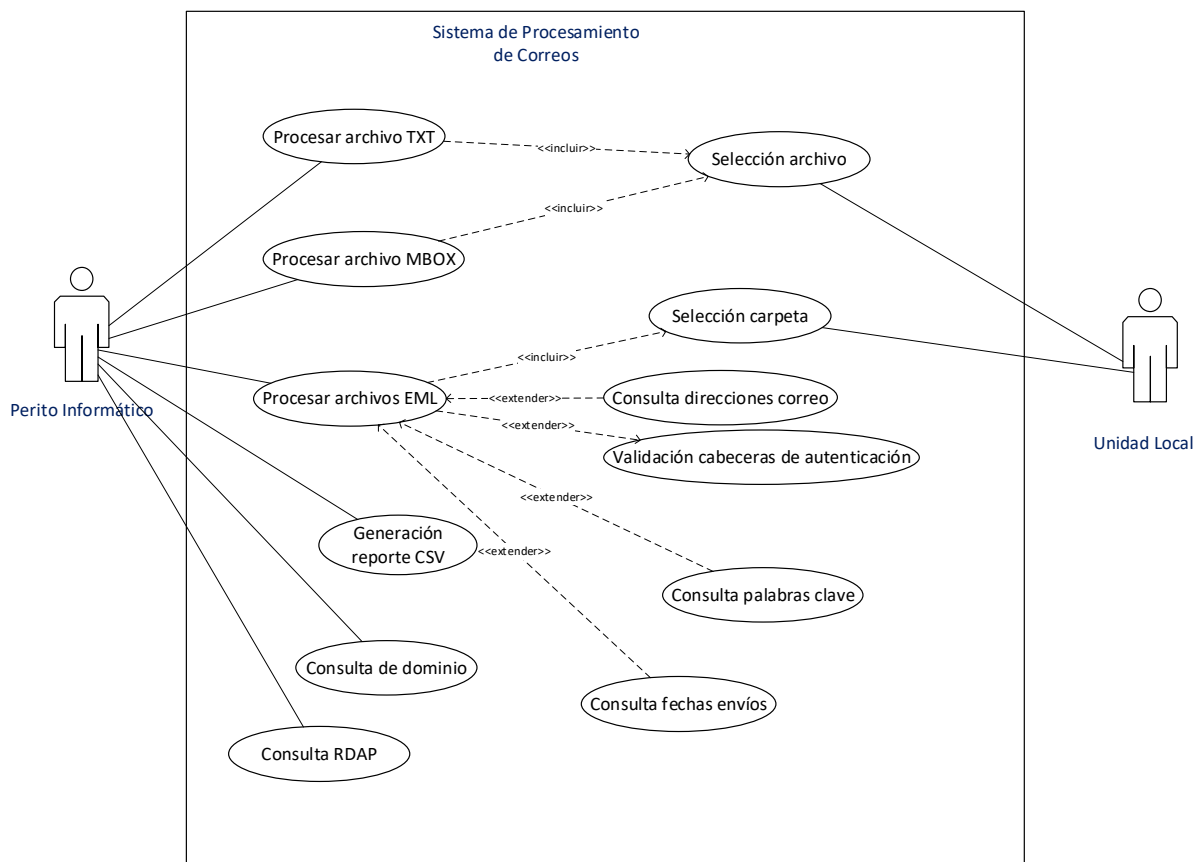 Sistema de Procesamiento
de Correos
Procesar archivo TXT
<<incluir>>
Selección archivo
<<incluir>>
Procesar archivo MBOX
Selección carpeta
<<incluir>>
Procesar archivos EML
<<extender>>
Consulta direcciones correo
<<extender>>
Validación cabeceras de autenticación
Perito Informático
Unidad Local
<<extender>>
Generación
reporte CSV
<<extender>>
Consulta palabras clave
Consulta de dominio
Consulta fechas envíos
Consulta RDAP